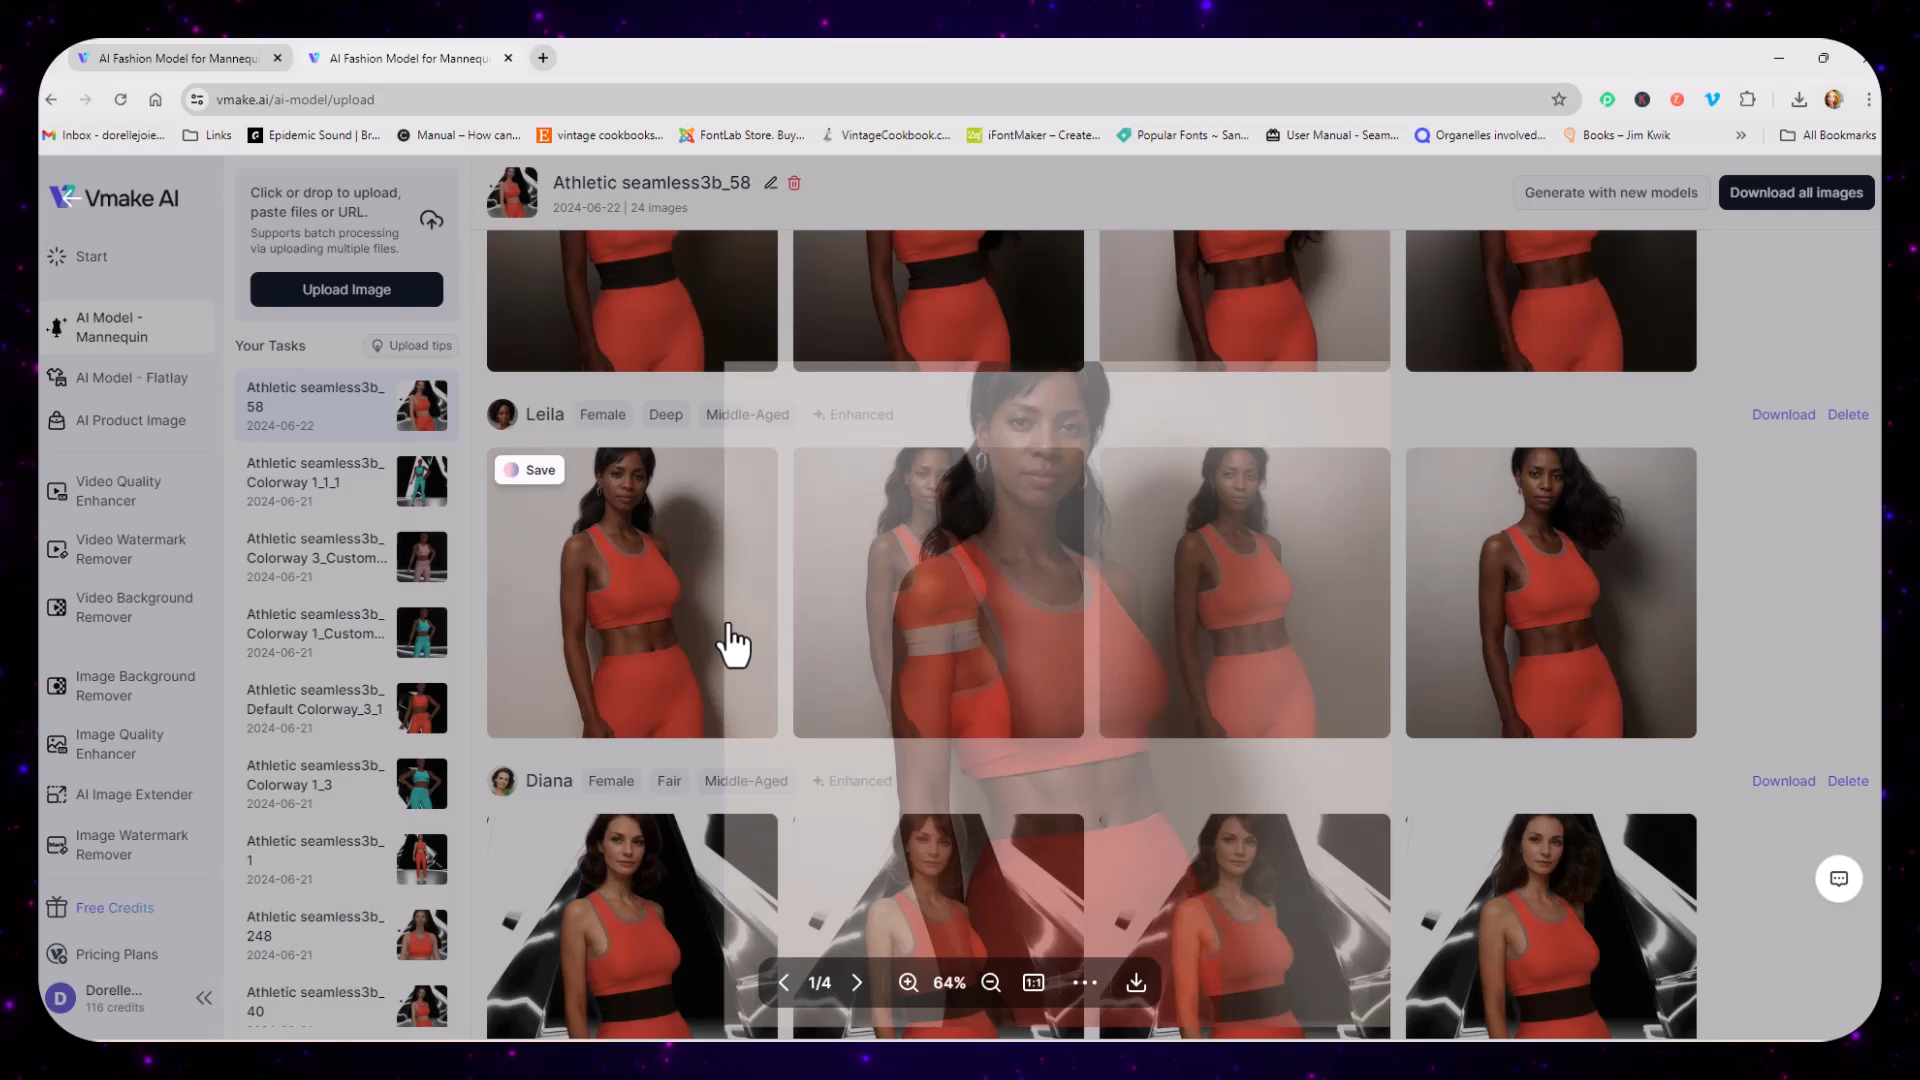 AI Fashion Model for Mannequ
AI Fashion Model for Mannequi
vmake.ai/ai-model/upload
Inbox - dorellejoie...
Links
Epidemic Sound | Br...
Manual – How can...
vintage cookbooks...
FontLab Store. Buy...
VintageCookbook.c...
iFontMaker – Create...
Popular Fonts ~ San...
User Manual - Seam...
Organelles involved...
Books – Jim Kwik
All Bookmarks
Vmake AI
Start
AI Model -
Mannequin
AI Model - Flatlay
AI Product Image
Video Quality
Enhancer
Video Watermark
Remover
Video Background
Remover
Image Background
Remover
Image Quality
Enhancer
AI Image Extender
Image Watermark
Remover
Free Credits
Pricing Plans
D
Dorelle...
116 credits
Click or drop to upload,
paste files or URL.
Supports batch processing
via uploading multiple files.
Upload Image
Your Tasks
Upload tips
Athletic seamless3b_
58
2024-06-22
Athletic seamless3b_
Colorway 1_1_1
2024-06-21
Athletic seamless3b_
Colorway 3_Custom...
2024-06-21
Athletic seamless3b_
Colorway 1_Custom...
2024-06-21
Athletic seamless3b_
Default Colorway_3_1
2024-06-21
Athletic seamless3b_
Colorway 1_3
2024-06-21
Athletic seamless3b_
1
2024-06-21
Athletic seamless3b_
248
2024-06-21
Athletic seamless3b_
40
Athletic seamless3b_58
2024-06-22 | 24 images
Generate with new models
Download all images
Leila
Female
Deep
Middle-Aged
Enhanced
Download
Delete
Save
Diana
Female
Fair
Middle-Aged
Enhanced
Download
Delete
1/4
64%
1:1